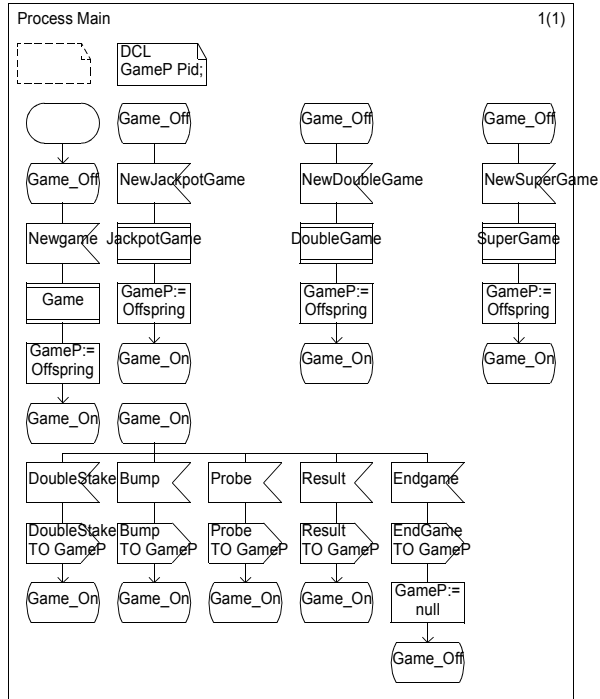 Process Main
1(1)
DCL
GameP Pid;
Game_Off
Game_Off
Game_Off
Game_Off
NewJackpotGame
NewDoubleGame
NewSuperGame
Newgame
JackpotGame
DoubleGame
SuperGame
Game
GameP:=
Offspring
GameP:=
Offspring
GameP:=
Offspring
GameP:=
Offspring
Game_On
Game_On
Game_On
Game_On
Game_On
DoubleStake
Bump
Probe
Result
Endgame
DoubleStake
TO GameP
Bump
TO GameP
Probe
TO GameP
Result
TO GameP
EndGame
TO GameP
Game_On
Game_On
Game_On
Game_On
GameP:=
null
Game_Off